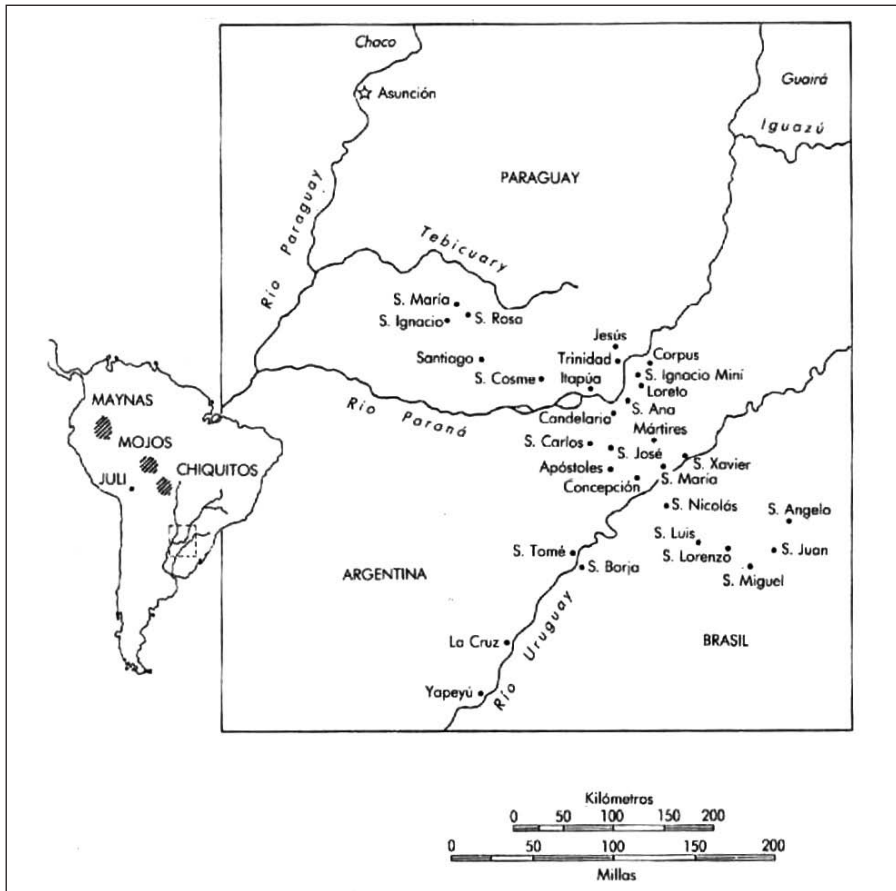 Chaco
Guairá
Asunción
Iguazú
PARAGUAY
Río Paraguay
Tebicuary
S. María
S. Rosa
S. Ignacio
Jesús
Santiago
Trinidad
Corpus
S. Cosme
Itapúa
S. Ignacio Miní
Loreto
S. Ana
Río Paraná
Candelaria
Mártires
S. Carlos
S. José
S. Xavier
Apóstoles
S. Maria
Concepción
S. Nicolás
S. Angelo
S. Luis
S. Lorenzo
S. Juan
S. Tomé
S. Borja
S. Miguel
ARGENTINA
BRASIL
La Cruz
Río Uruguay
Yapeyú
MAYNAS
MOJOS
CHIQUITOS
JULI
Kilómetros
0 50 100 150 200
0 50 100 150 200
Millas